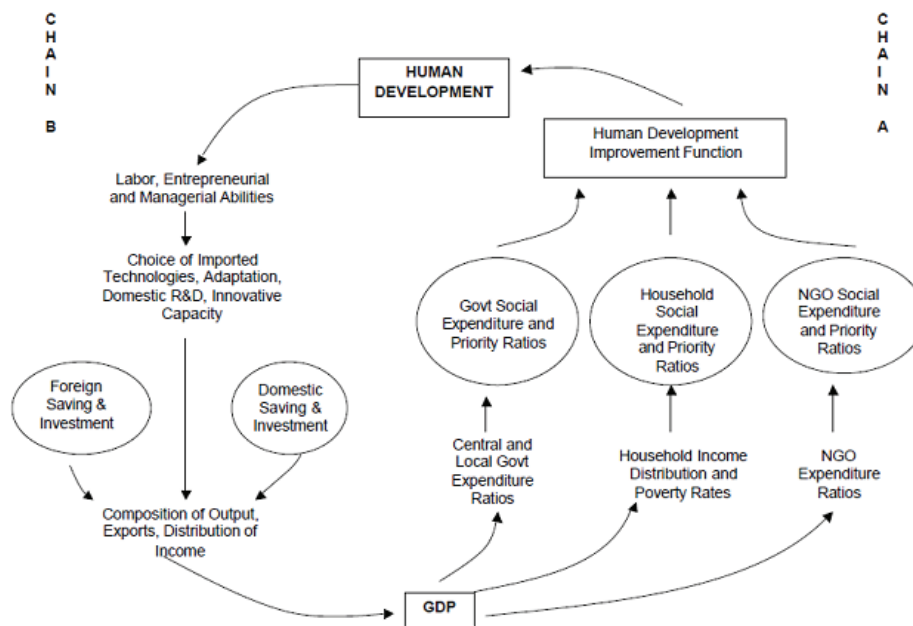 CHAIN B
CHAIN A
HUMAN
DEVELOPMENT
Human Development
Improvement Function
Labor, Entrepreneurial
and Managerial Abilities
Choice of Imported
Technologies, Adaptation,
Domestic R&D, Innovative
Capacity
Govt Social
Expenditure and
Priority Ratios
Household
Social
Expenditure
and Priority
Ratios
NGO Social
Expenditure
and Priority
Ratios
Foreign
Saving &
Investment
Domestic
Saving &
Investment
Central and
Local Govt
Expenditure
Ratios
Household Income
Distribution and
Poverty Rates
NGO
Expenditure
Ratios
Composition of Output,
Exports, Distribution of
Income
GDP